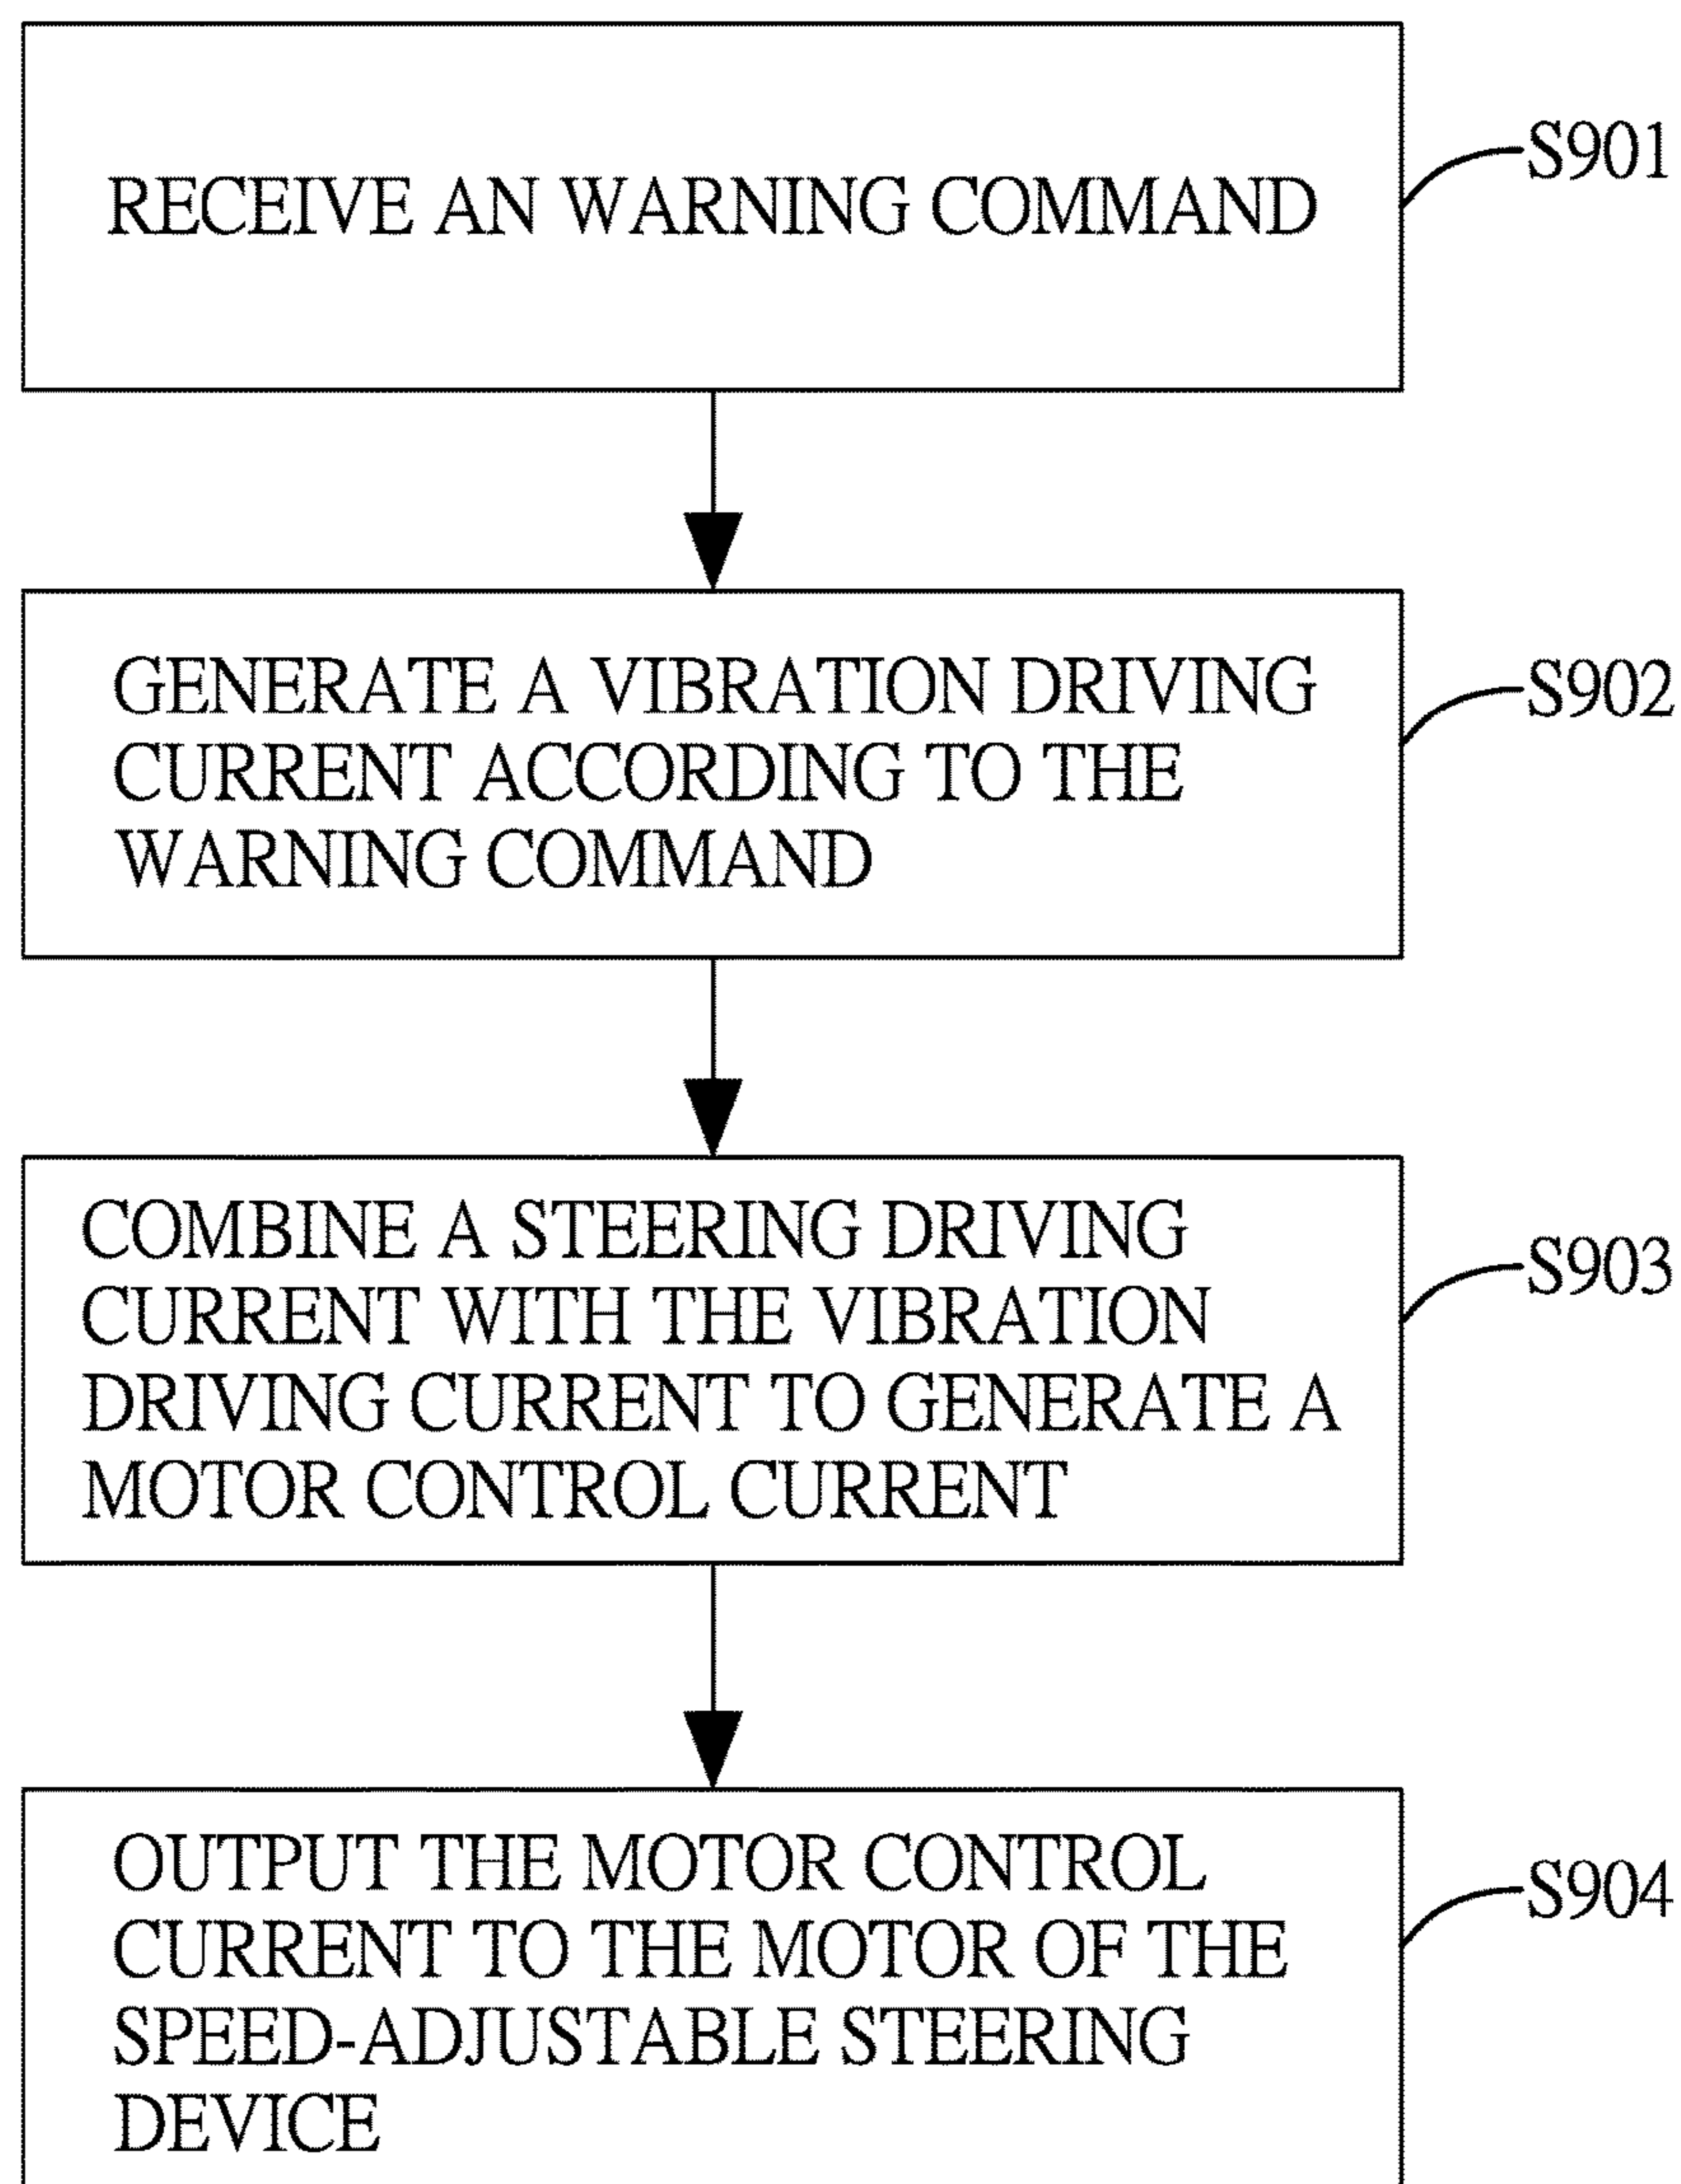 RECEIVE AN WARNING COMMAND
S901
GENERATE A VIBRATION DRIVING
CURRENT ACCORDING TO THE
WARNING COMMAND
S902
COMBINE A STEERING DRIVING
CURRENT WITH THE VIBRATION
DRIVING CURRENT TO GENERATE A
MOTOR CONTROL CURRENT
S903
OUTPUT THE MOTOR CONTROL
CURRENT TO THE MOTOR OF THE
SPEED-ADJUSTABLE STEERING
DEVICE
S904